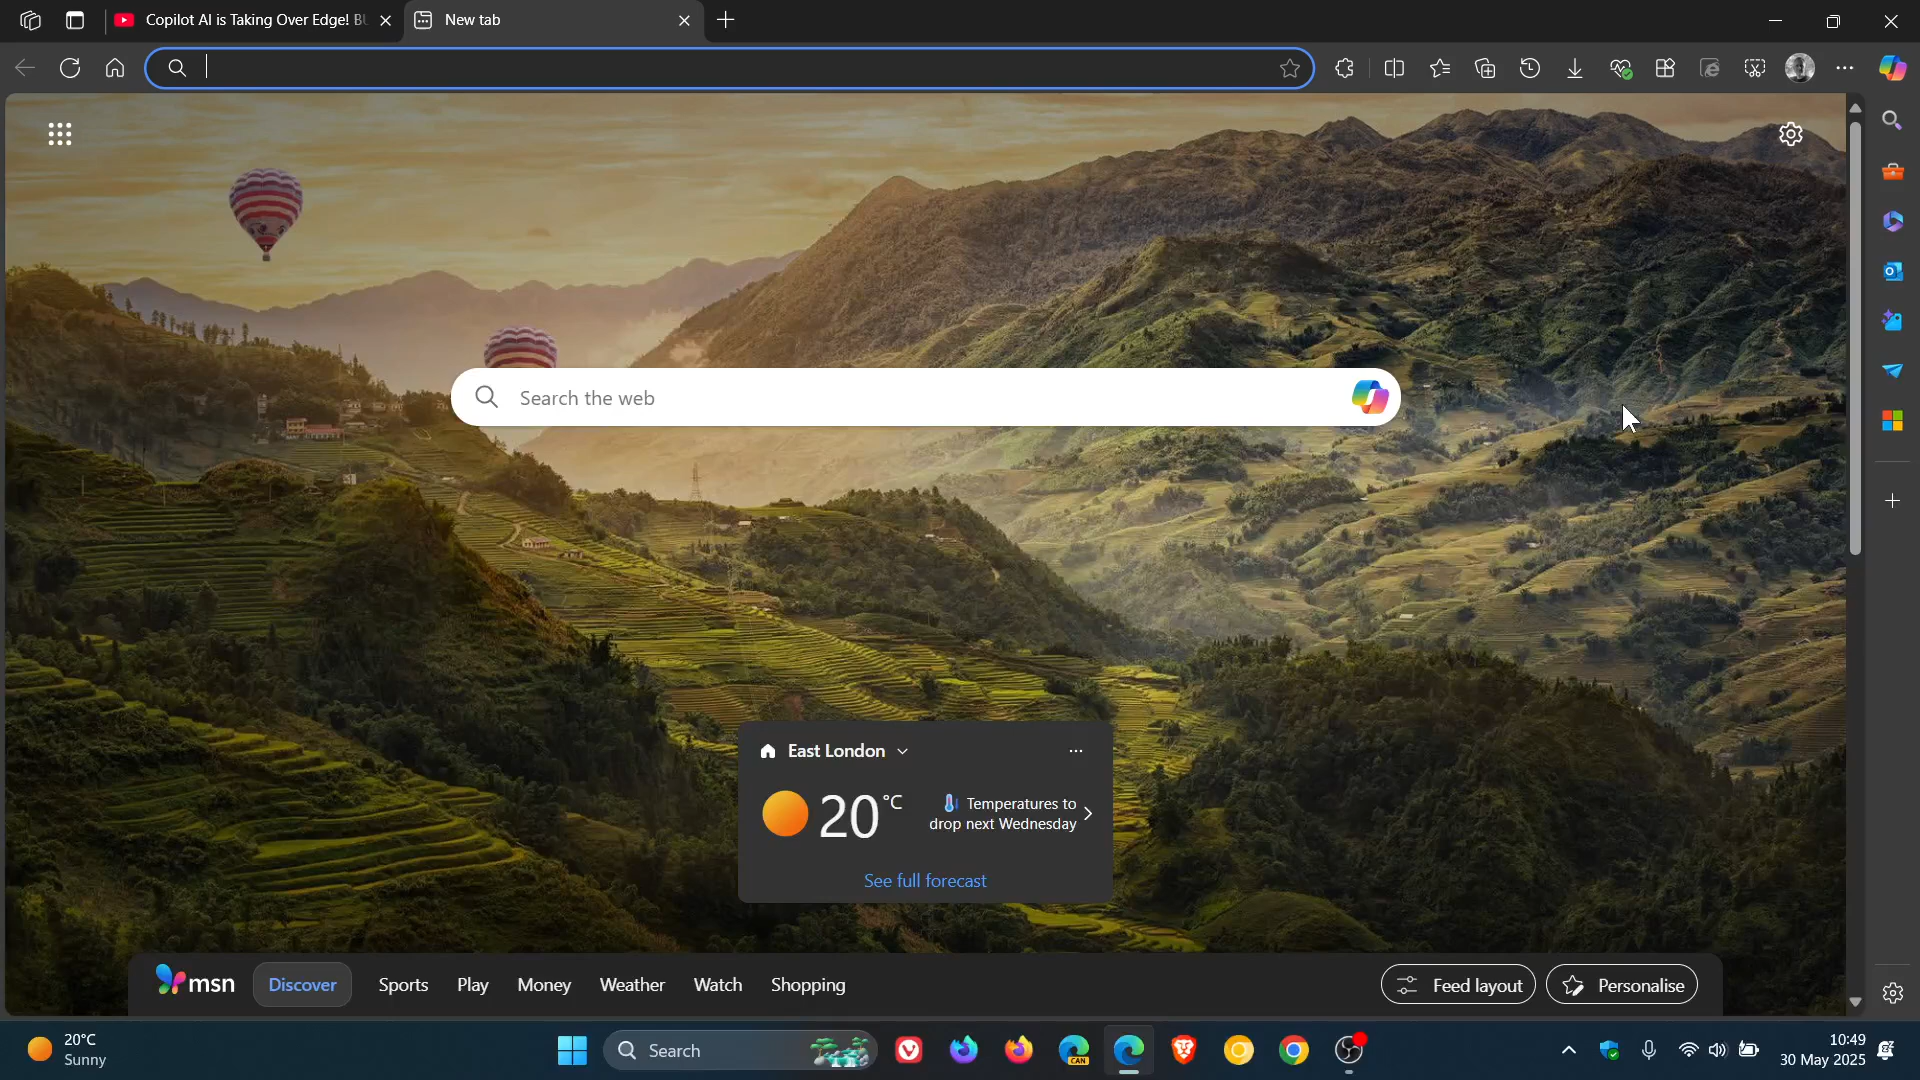 Copilot AI is Taking Over Edge! BU
New tab
Search the web
East London
20 °C
Temperatures to
drop next Wednesday
See full forecast
msn
Discover
Sports
Play
Money
Weather
Watch
Shopping
Feed layout
Personalise
20°C
Sunny
Search
CAN
10:49
30 May 2025